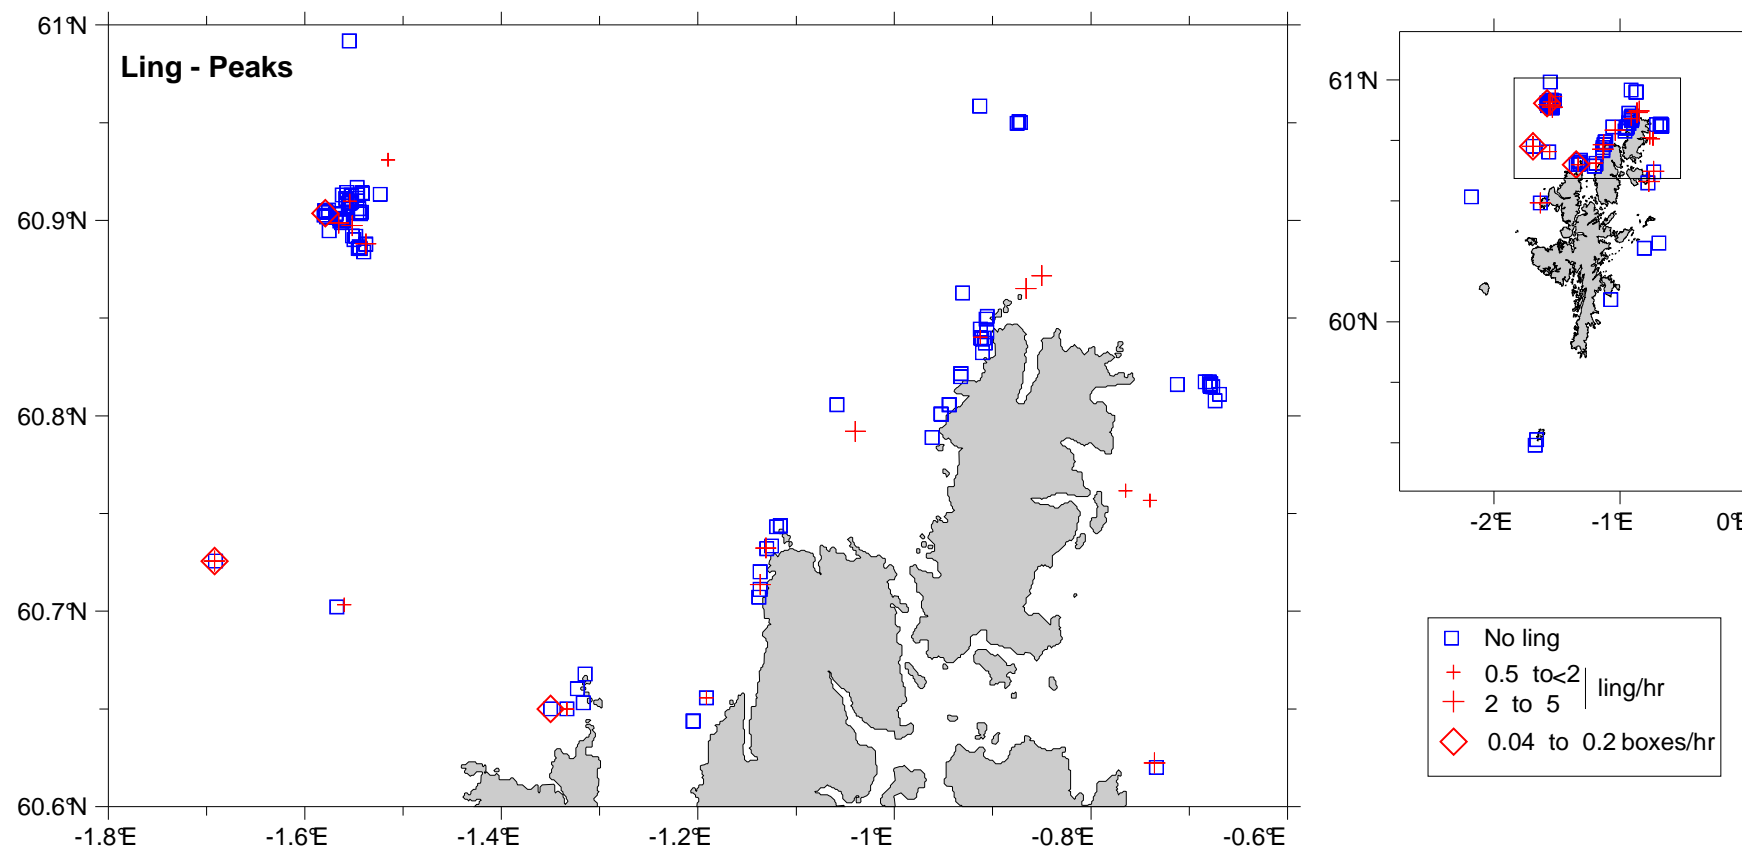 Ling - Peaks
61°N
60.9°N
60.8°N
60.7°N
60.6°N
-1.8°E
-1.6°E
-1.4°E
-1.2°E
-1°E
-0.8°E
-0.6°E
61°N
60°N
-2°E
-1°E
0°E
No ling
0.5 to<2
2 to 5
ling/hr
0.04 to 0.2 boxes/hr